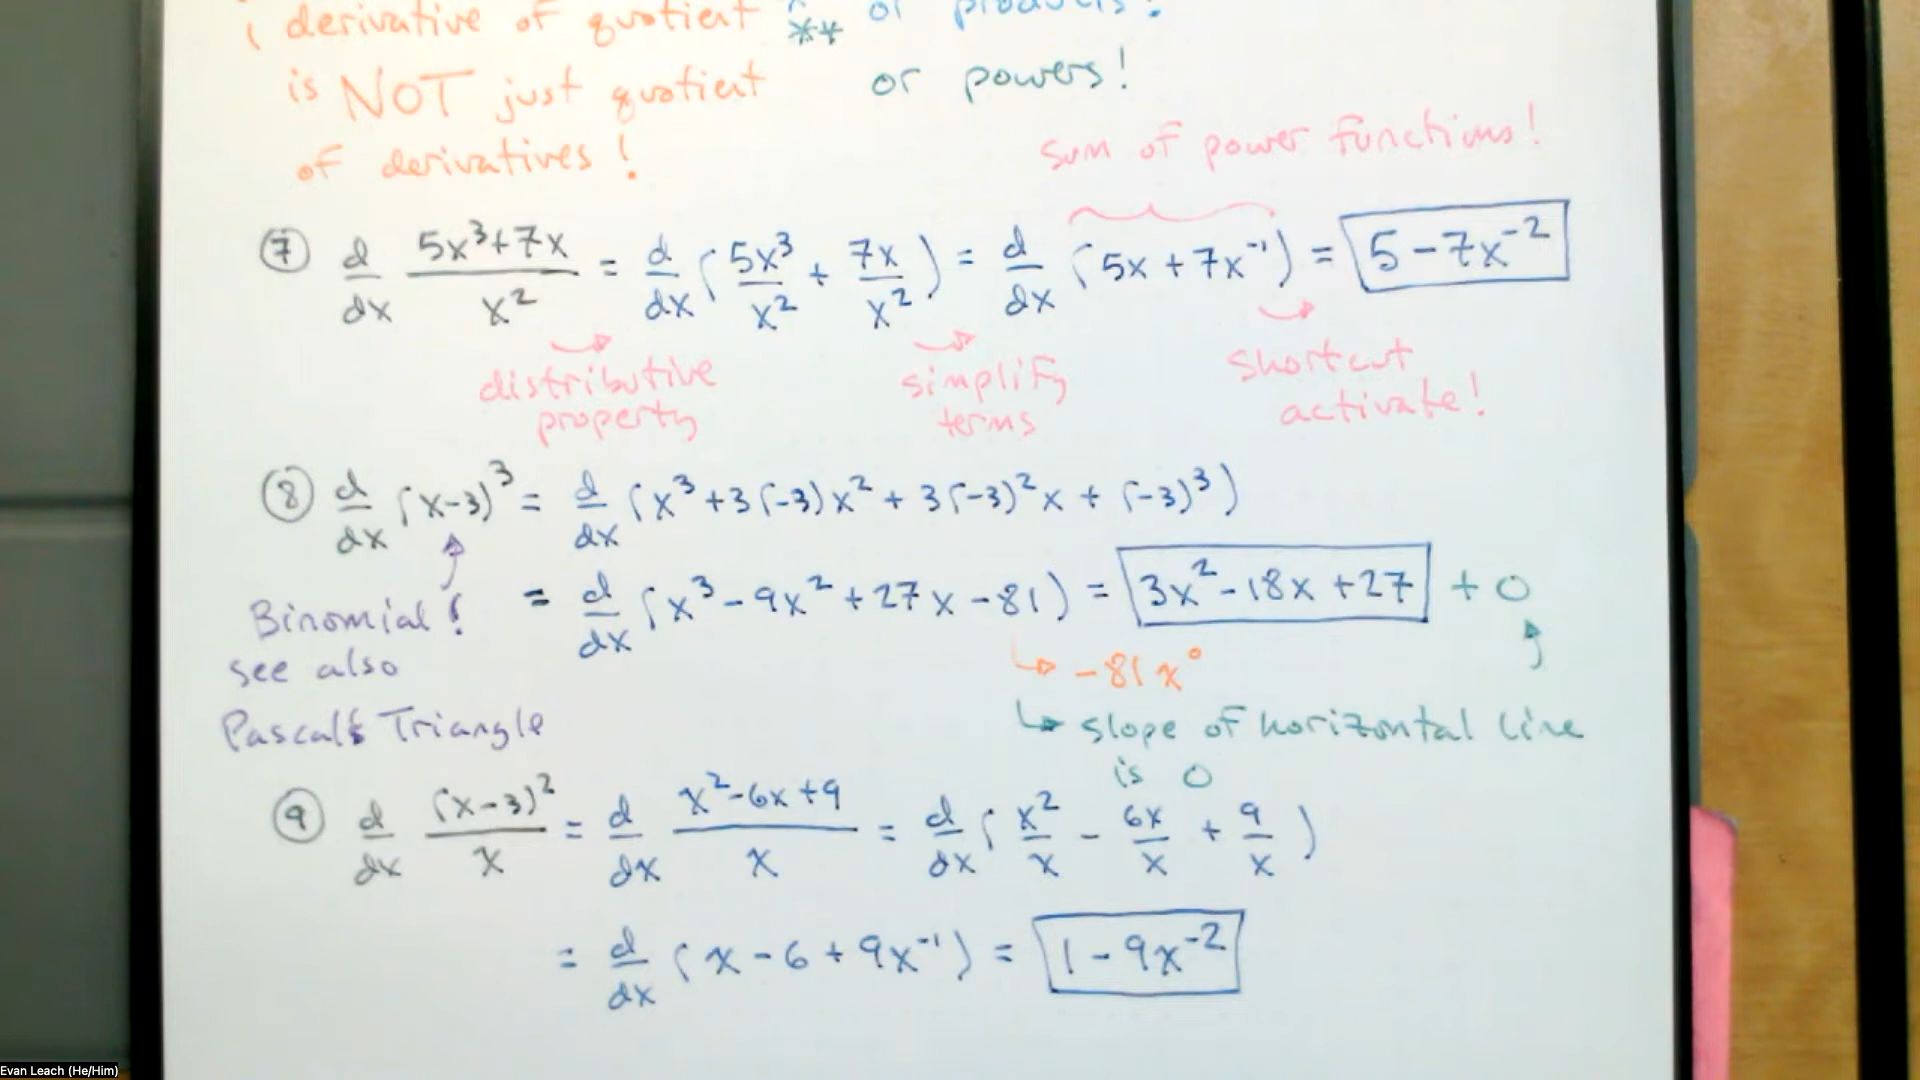 derivative of quotient ** or products!
is NOT just quotient or powers!
of derivatives!
sum of power functions!
⑦ d/dx (5x³+7x)/x² = d/dx (5x³/x² + 7x/x²) = d/dx (5x + 7x⁻¹) = 5 - 7x⁻²
distributive property
simplify terms
shortcut activate!
⑧ d/dx (x-3)³ = d/dx (x³ + 3(-3)x² + 3(-3)²x + (-3)³)
= d/dx (x³ - 9x² + 27x - 81) = 3x² - 18x + 27 + 0
Binomial!
see also
Pascal's Triangle
-81x⁰
slope of horizontal line
is 0
⑨ d/dx (x-3)²/x = d/dx (x²-6x+9)/x = d/dx (x²/x - 6x/x + 9/x)
= d/dx (x - 6 + 9x⁻¹) = 1 - 9x⁻²
Evan Leach (He/Him)